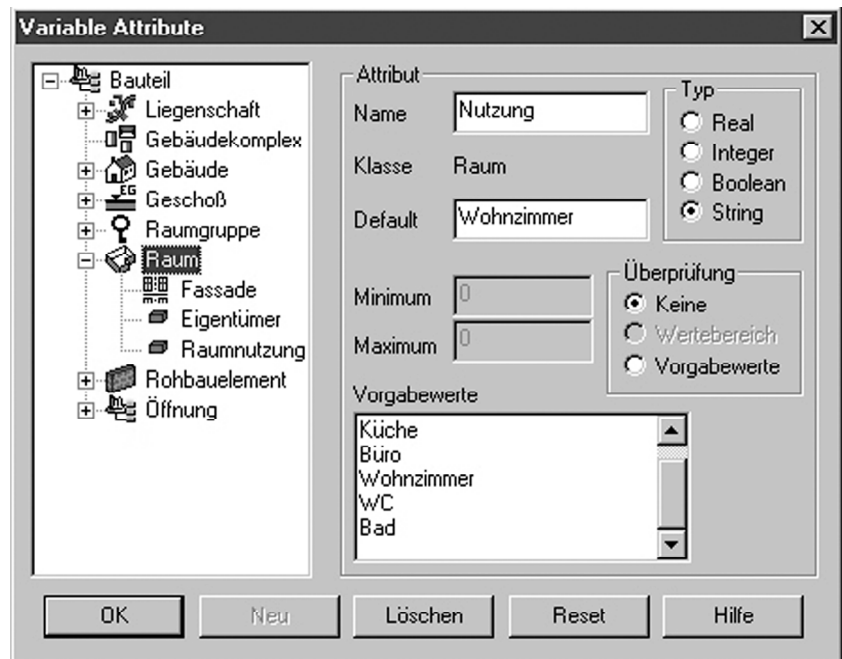 Variable Attribute
Bauteil
Liegenschaft
Gebäudekomplex
Gebäude
EG
Geschoß
Raumgruppe
Raum
Fassade
Eigentümer
Raumnutzung
Rohbauelement
Öffnung
Attribut
Name
Nutzung
Klasse
Raum
Default
Wohnzimmer
Typ
Real
Integer
Boolean
String
Minimum
0
Maximum
0
Überprüfung
Keine
Wertebereich
Vorgabewerte
Vorgabewerte
Küche
Büro
Wohnzimmer
WC
Bad
OK
Neu
Löschen
Reset
Hilfe